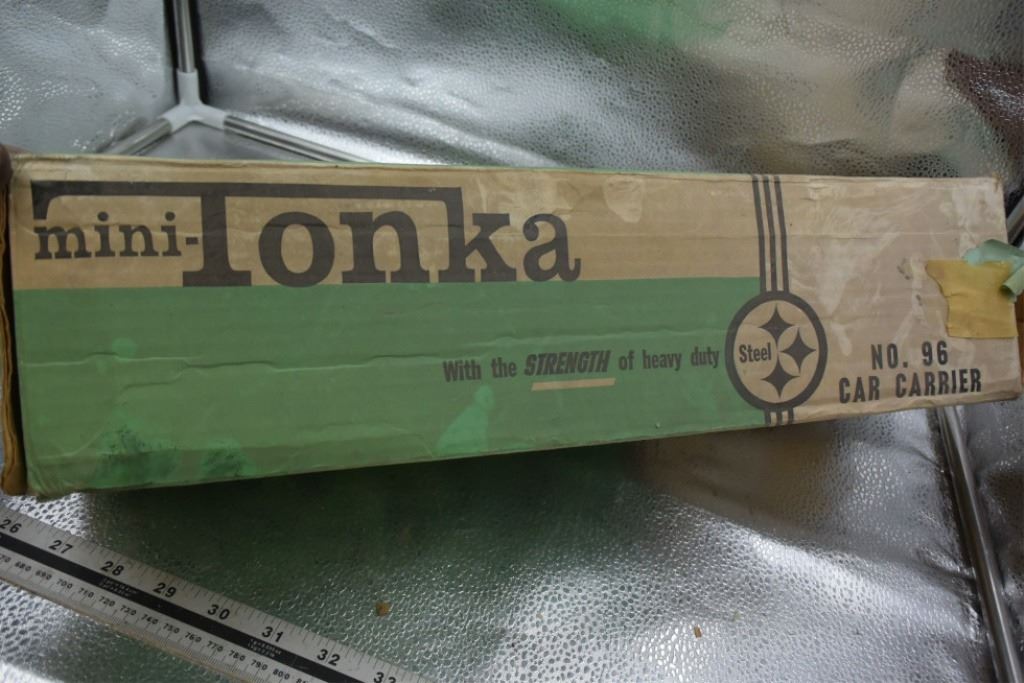 mini-Tonka
With the STRENGTH of heavy duty
Steel
NO. 96
CAR CARRIER
26 27 28 29 30 31 32 33